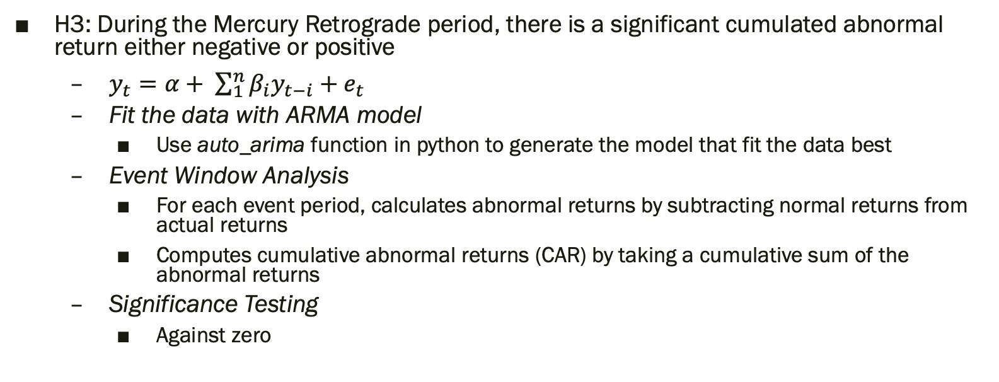 ■ H3: During the Mercury Retrograde period, there is a significant cumulated abnormal
return either negative or positive
– $y_t = \alpha + \sum_1^n \beta_i y_{t-i} + e_t$
– Fit the data with ARMA model
■ Use auto_arima function in python to generate the model that fit the data best
– Event Window Analysis
■ For each event period, calculates abnormal returns by subtracting normal returns from
actual returns
■ Computes cumulative abnormal returns (CAR) by taking a cumulative sum of the
abnormal returns
– Significance Testing
■ Against zero